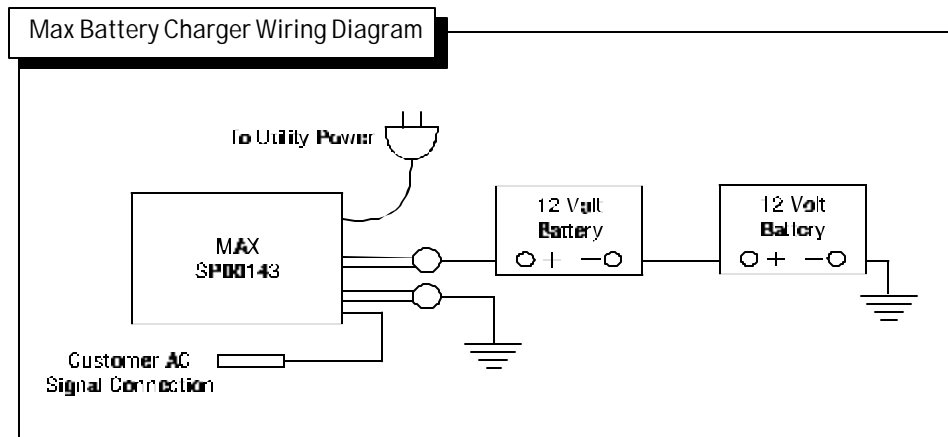 Max Battery Charger Wiring Diagram
To Utility Power
MAX
SP00143
12 Volt
Battery
+ −
12 Volt
Battery
+ −
Customer AC
Signal Connection